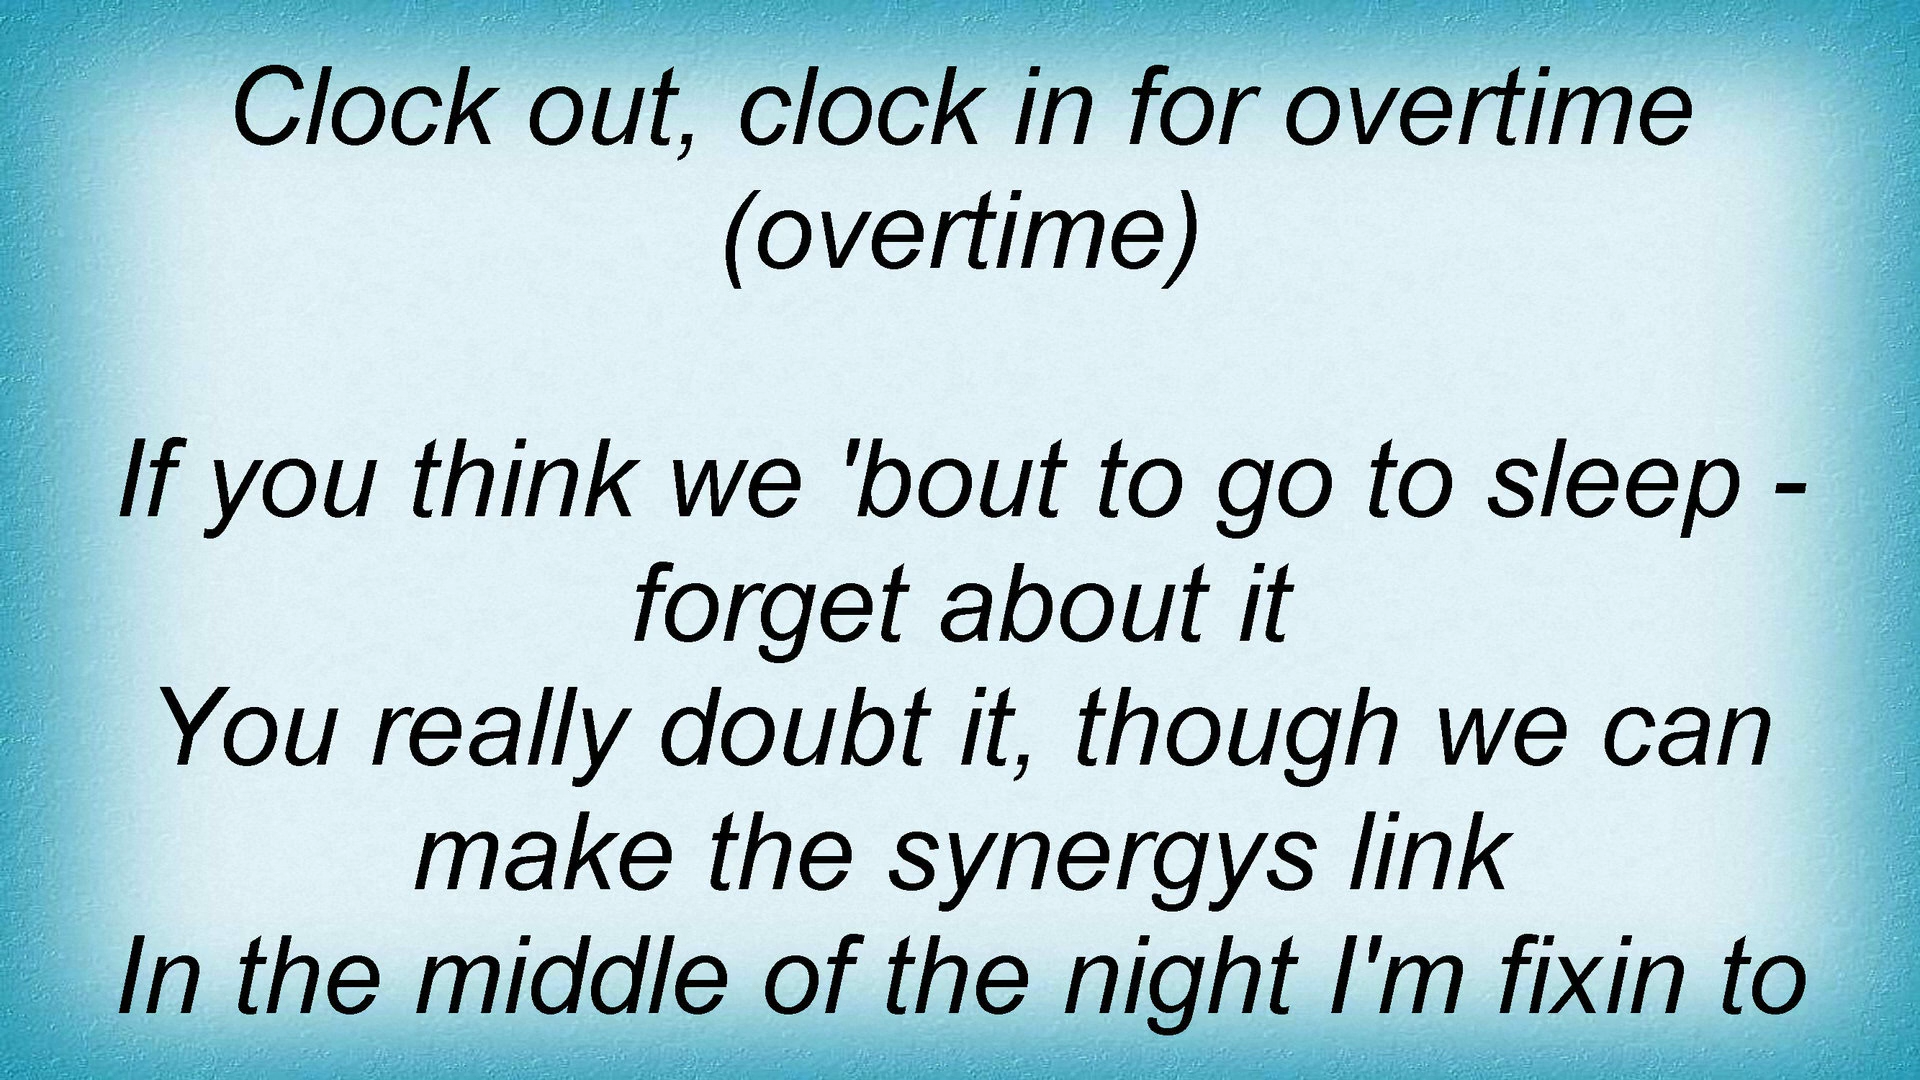 Clock out, clock in for overtime
(overtime)
If you think we 'bout to go to sleep -
forget about it
You really doubt it, though we can
make the synergys link
In the middle of the night I'm fixin to